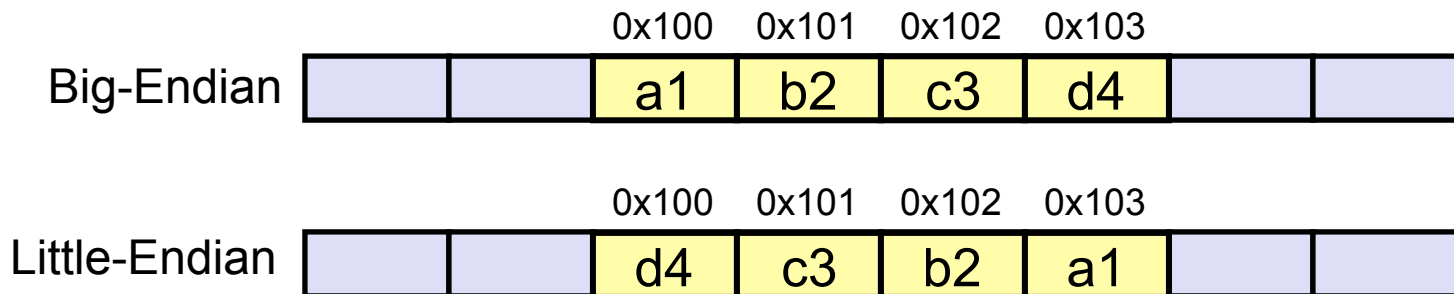 0x100 0x101 0x102 0x103
Big-Endian a1 b2 c3 d4
0x100 0x101 0x102 0x103
Little-Endian d4 c3 b2 a1